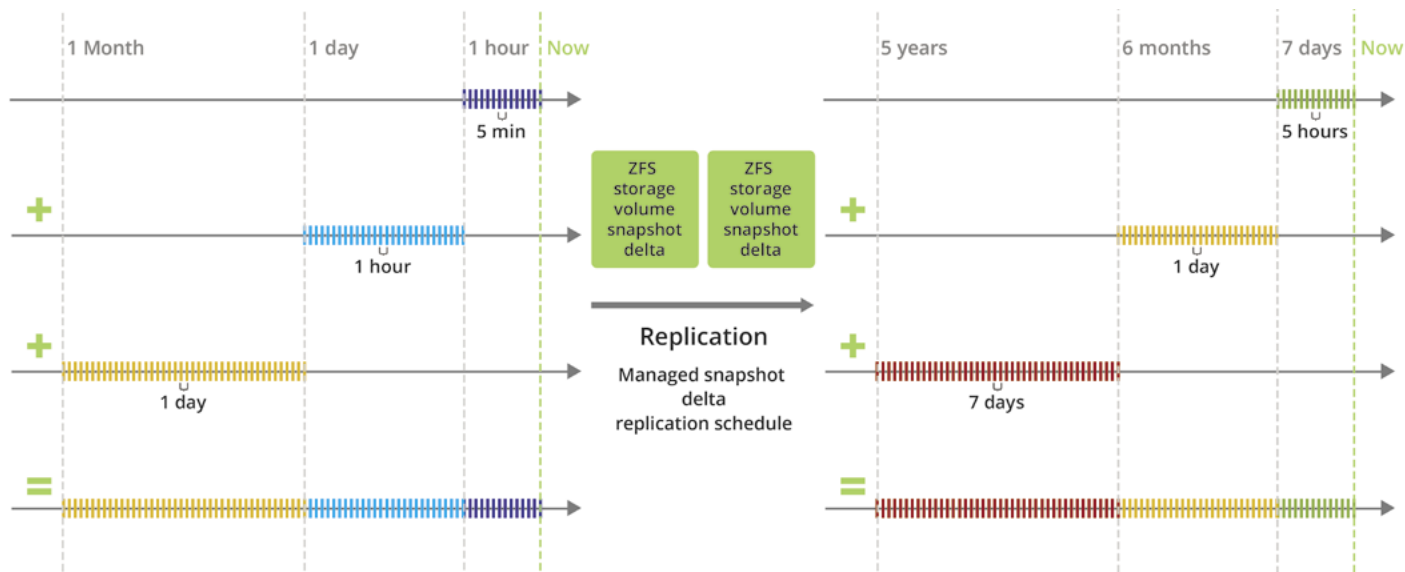 1 Month
1 day
1 hour
Now
5 years
6 months
7 days
Now
5 min
5 hours
ZFS
storage
volume
snapshot
delta
ZFS
storage
volume
snapshot
delta
+
+
1 hour
1 day
Replication
Managed snapshot
delta
replication schedule
+
+
1 day
7 days
=
=